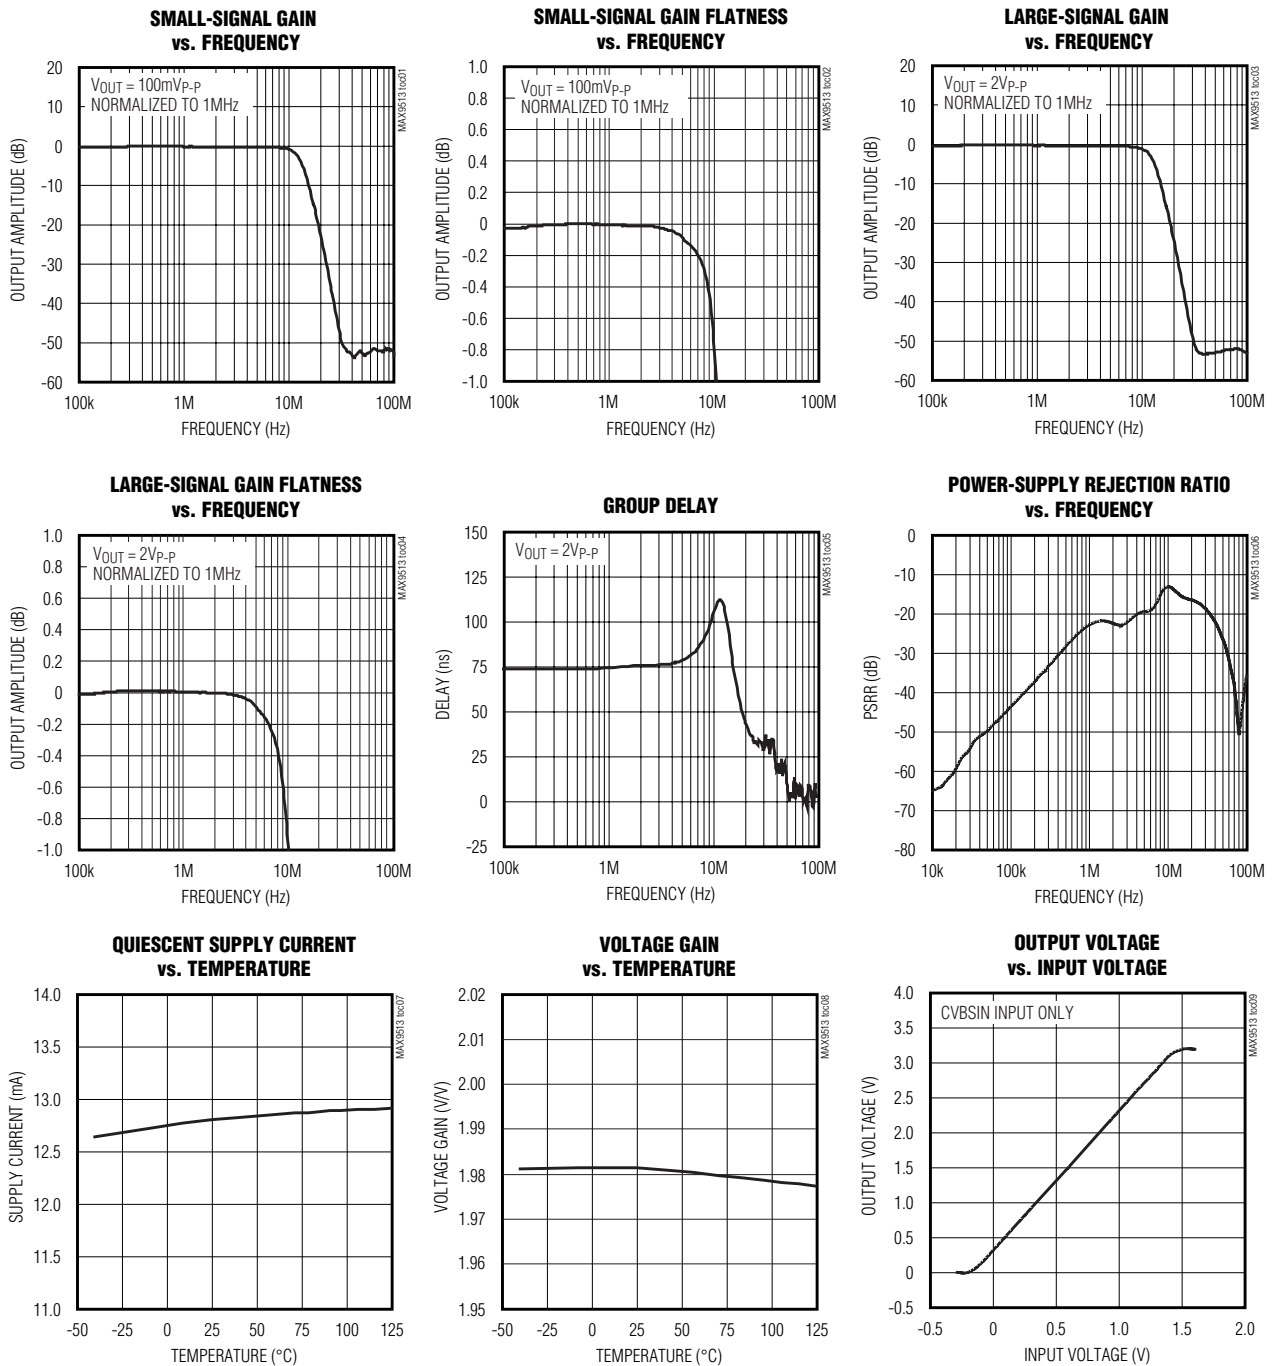 SMALL-SIGNAL GAIN
vs. FREQUENCY
VOUT = 100mVP-P
NORMALIZED TO 1MHz
MAX9513 toc01
OUTPUT AMPLITUDE (dB)
20
10
0
-10
-20
-30
-40
-50
-60
100k 1M 10M 100M
FREQUENCY (Hz)
SMALL-SIGNAL GAIN FLATNESS
vs. FREQUENCY
VOUT = 100mVP-P
NORMALIZED TO 1MHz
MAX9513 toc02
OUTPUT AMPLITUDE (dB)
1.0
0.8
0.6
0.4
0.2
0
-0.2
-0.4
-0.6
-0.8
-1.0
100k 1M 10M 100M
FREQUENCY (Hz)
LARGE-SIGNAL GAIN
vs. FREQUENCY
VOUT = 2VP-P
NORMALIZED TO 1MHz
MAX9513 toc03
OUTPUT AMPLITUDE (dB)
20
10
0
-10
-20
-30
-40
-50
-60
100k 1M 10M 100M
FREQUENCY (Hz)
LARGE-SIGNAL GAIN FLATNESS
vs. FREQUENCY
VOUT = 2VP-P
NORMALIZED TO 1MHz
MAX9513 toc04
OUTPUT AMPLITUDE (dB)
1.0
0.8
0.6
0.4
0.2
0
-0.2
-0.4
-0.6
-0.8
-1.0
100k 1M 10M 100M
FREQUENCY (Hz)
GROUP DELAY
VOUT = 2VP-P
MAX9513 toc05
DELAY (ns)
150
125
100
75
50
25
0
-25
100k 1M 10M 100M
FREQUENCY (Hz)
POWER-SUPPLY REJECTION RATIO
vs. FREQUENCY
MAX9513 toc06
PSRR (dB)
0
-10
-20
-30
-40
-50
-60
-70
-80
10k 100k 1M 10M 100M
FREQUENCY (Hz)
QUIESCENT SUPPLY CURRENT
vs. TEMPERATURE
MAX9513 toc07
SUPPLY CURRENT (mA)
14.0
13.5
13.0
12.5
12.0
11.5
11.0
-50 -25 0 25 50 75 100 125
TEMPERATURE (°C)
VOLTAGE GAIN
vs. TEMPERATURE
MAX9513 toc08
VOLTAGE GAIN (V/V)
2.02
2.01
2.00
1.99
1.98
1.97
1.96
1.95
-50 -25 0 25 50 75 100 125
TEMPERATURE (°C)
OUTPUT VOLTAGE
vs. INPUT VOLTAGE
CVBSIN INPUT ONLY
MAX9513 toc09
OUTPUT VOLTAGE (V)
4.0
3.5
3.0
2.5
2.0
1.5
1.0
0.5
0
-0.5
-0.5 0 0.5 1.0 1.5 2.0
INPUT VOLTAGE (V)